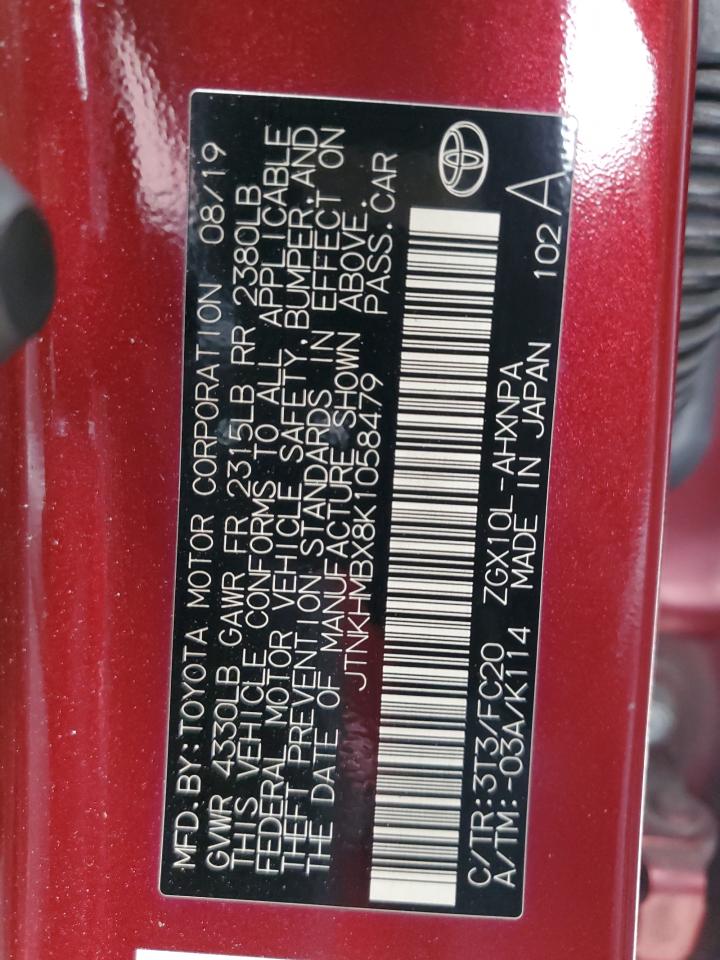 MFD.BY:TOYOTA MOTOR CORPORATION 08/19
GVWR 4330LB GAWR FR 2315LB RR 2380LB
THIS VEHICLE CONFORMS TO ALL APPLICABLE
FEDERAL MOTOR VEHICLE SAFETY,BUMPER,AND
THEFT PREVENTION STANDARDS IN EFFECT ON
THE DATE OF MANUFACTURE SHOWN ABOVE.
JTNKHMBX8K1058479 PASS.CAR
C/TR:3T3/FC20 ZGX10L-AHXNPA
A/TM:-03A/K114 MADE IN JAPAN
102 A